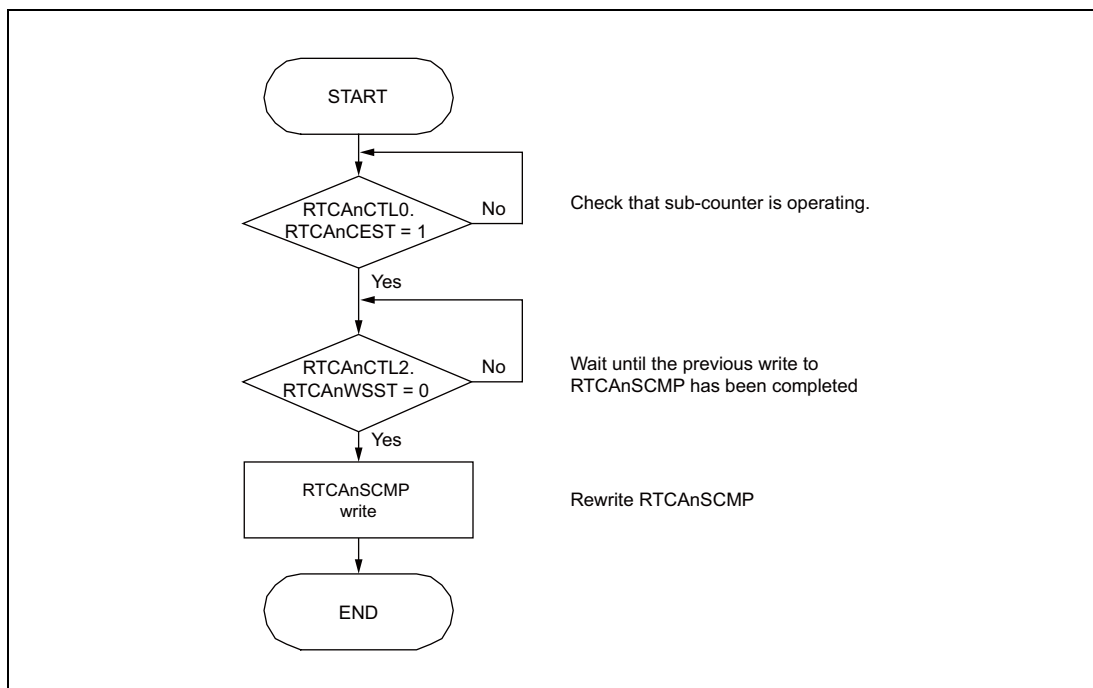 START
RTCAnCTL0.
RTCAnCEST = 1
No
Check that sub-counter is operating.
Yes
RTCAnCTL2.
RTCAnWSST = 0
No
Wait until the previous write to
RTCAnSCMP has been completed
Yes
RTCAnSCMP
write
Rewrite RTCAnSCMP
END